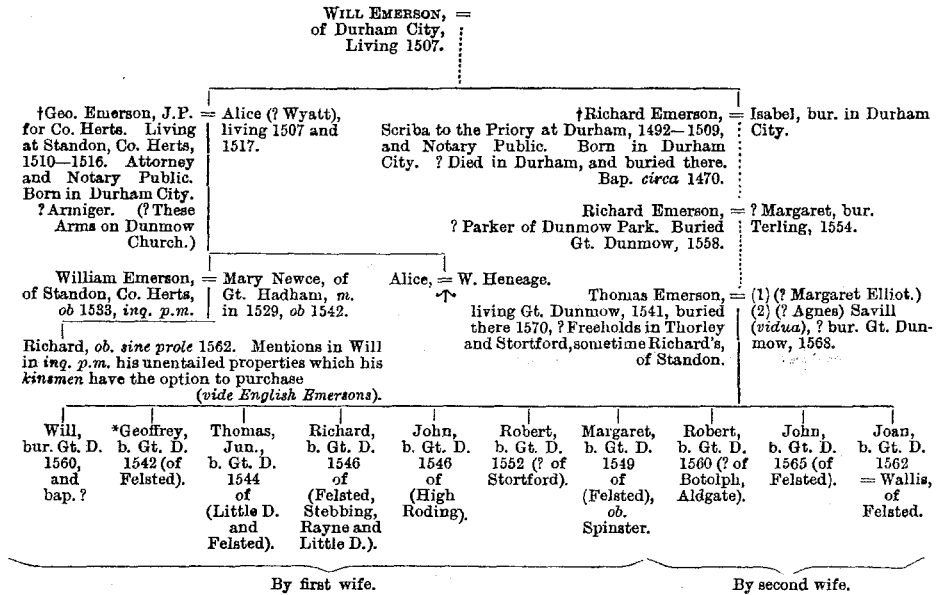 WILL EMERSON, =
of Durham City,
Living 1507.
†Geo. Emerson, J.P.
for Co. Herts. Living
at Standon, Co. Herts,
1510—1516. Attorney
and Notary Public.
Born in Durham City.
? Armiger. (? These
Arms on Dunmow
Church.)
= Alice (? Wyatt),
living 1507 and
1517.
†Richard Emerson,
Scriba to the Priory at Durham, 1492—1509,
and Notary Public. Born in Durham
City. ? Died in Durham, and buried there.
Bap. circa 1470.
= Isabel, bur. in Durham
City.
Richard Emerson,
? Parker of Dunmow Park. Buried
Gt. Dunmow, 1558.
= ? Margaret, bur.
Terling, 1554.
William Emerson,
of Standon, Co. Herts,
ob 1533, inq. p.m.
= Mary Newce, of
Gt. Hadham, m.
in 1529, ob 1542.
Alice, = W. Heneage.
Thomas Emerson,
living Gt. Dunmow, 1541, buried
there 1570, ? Freeholds in Thorley
and Stortford, sometime Richard's,
of Standon.
= (1) (? Margaret Elliot.)
(2) (? Agnes) Savill
(vidua), ? bur. Gt. Dun-
mow, 1568.
Richard, ob. sine prole 1562. Mentions in Will
in inq. p.m. his unentailed properties which his
kinsmen have the option to purchase
(vide English Emersons).
Will,
bur. Gt. D.
1560,
and
bap. ?
*Geoffrey,
b. Gt. D.
1542 (of
Felsted).
Thomas,
Jun.,
b. Gt. D.
1544
of
(Little D.
and
Felsted).
Richard,
b. Gt. D.
1546
of
(Felsted,
Stebbing,
Rayne and
Little D.).
John,
b. Gt. D.
1546
of
(High
Roding).
Robert,
b. Gt. D.
1552 (? of
Stortford).
Margaret,
b. Gt. D.
1549
of
(Felsted),
ob.
Spinster.
Robert,
b. Gt. D.
1560 (? of
Botolph,
Aldgate).
John,
b. Gt. D.
1565 (of
Felsted).
Joan,
b. Gt. D.
1562
= Wallis,
of
Felsted.
By first wife.
By second wife.